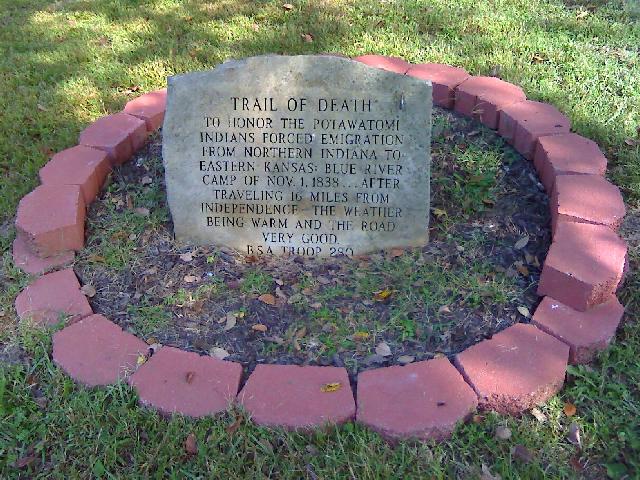 TRAIL OF DEATH
TO HONOR THE POTAWATOMI
INDIANS FORCED EMIGRATION
FROM NORTHERN INDIANA TO
EASTERN KANSAS: BLUE RIVER
CAMP OF NOV. 1, 1838 ... AFTER
TRAVELING 16 MILES FROM
INDEPENDENCE - THE WEATHER
BEING WARM AND THE ROAD
VERY GOOD.
BSA TROOP 280